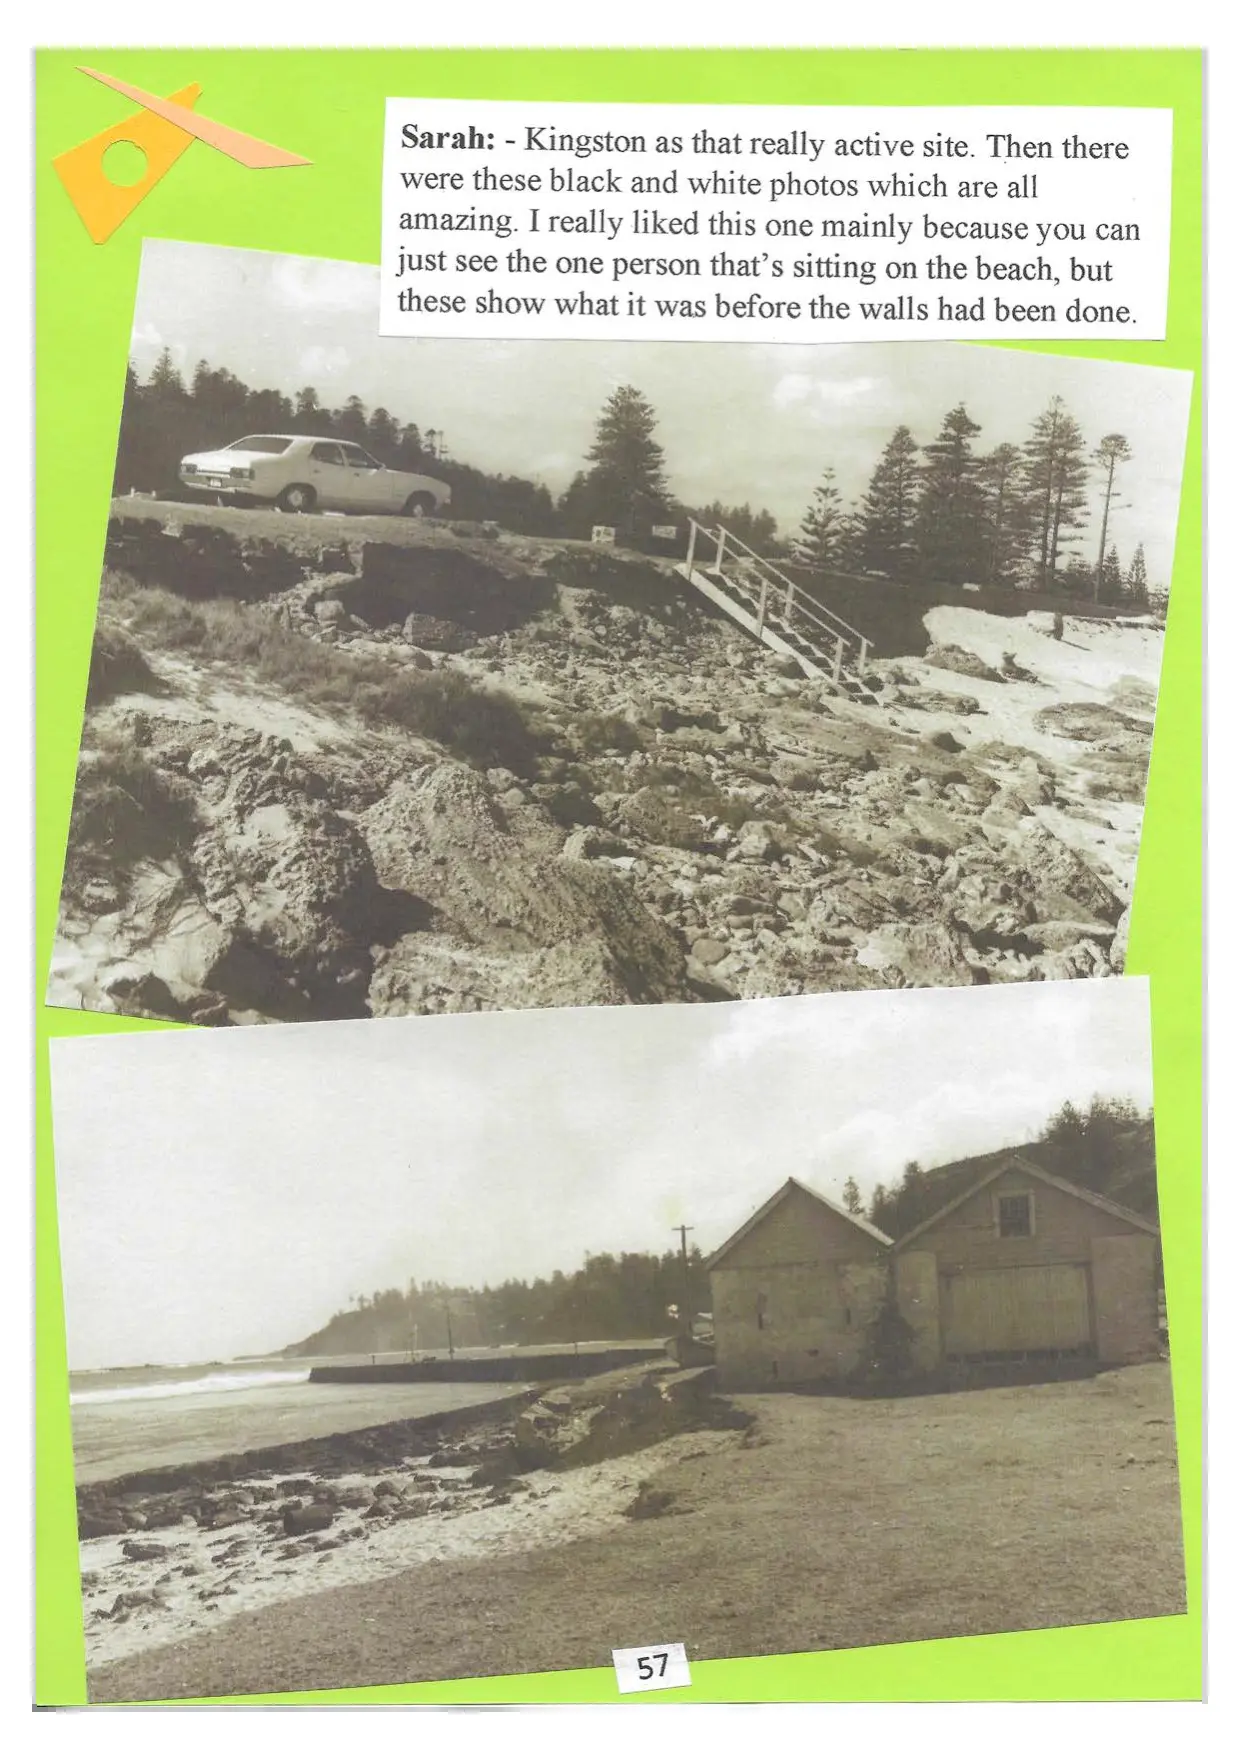 Sarah: - Kingston as that really active site. Then there
were these black and white photos which are all
amazing. I really liked this one mainly because you can
just see the one person that's sitting on the beach, but
these show what it was before the walls had been done.
57